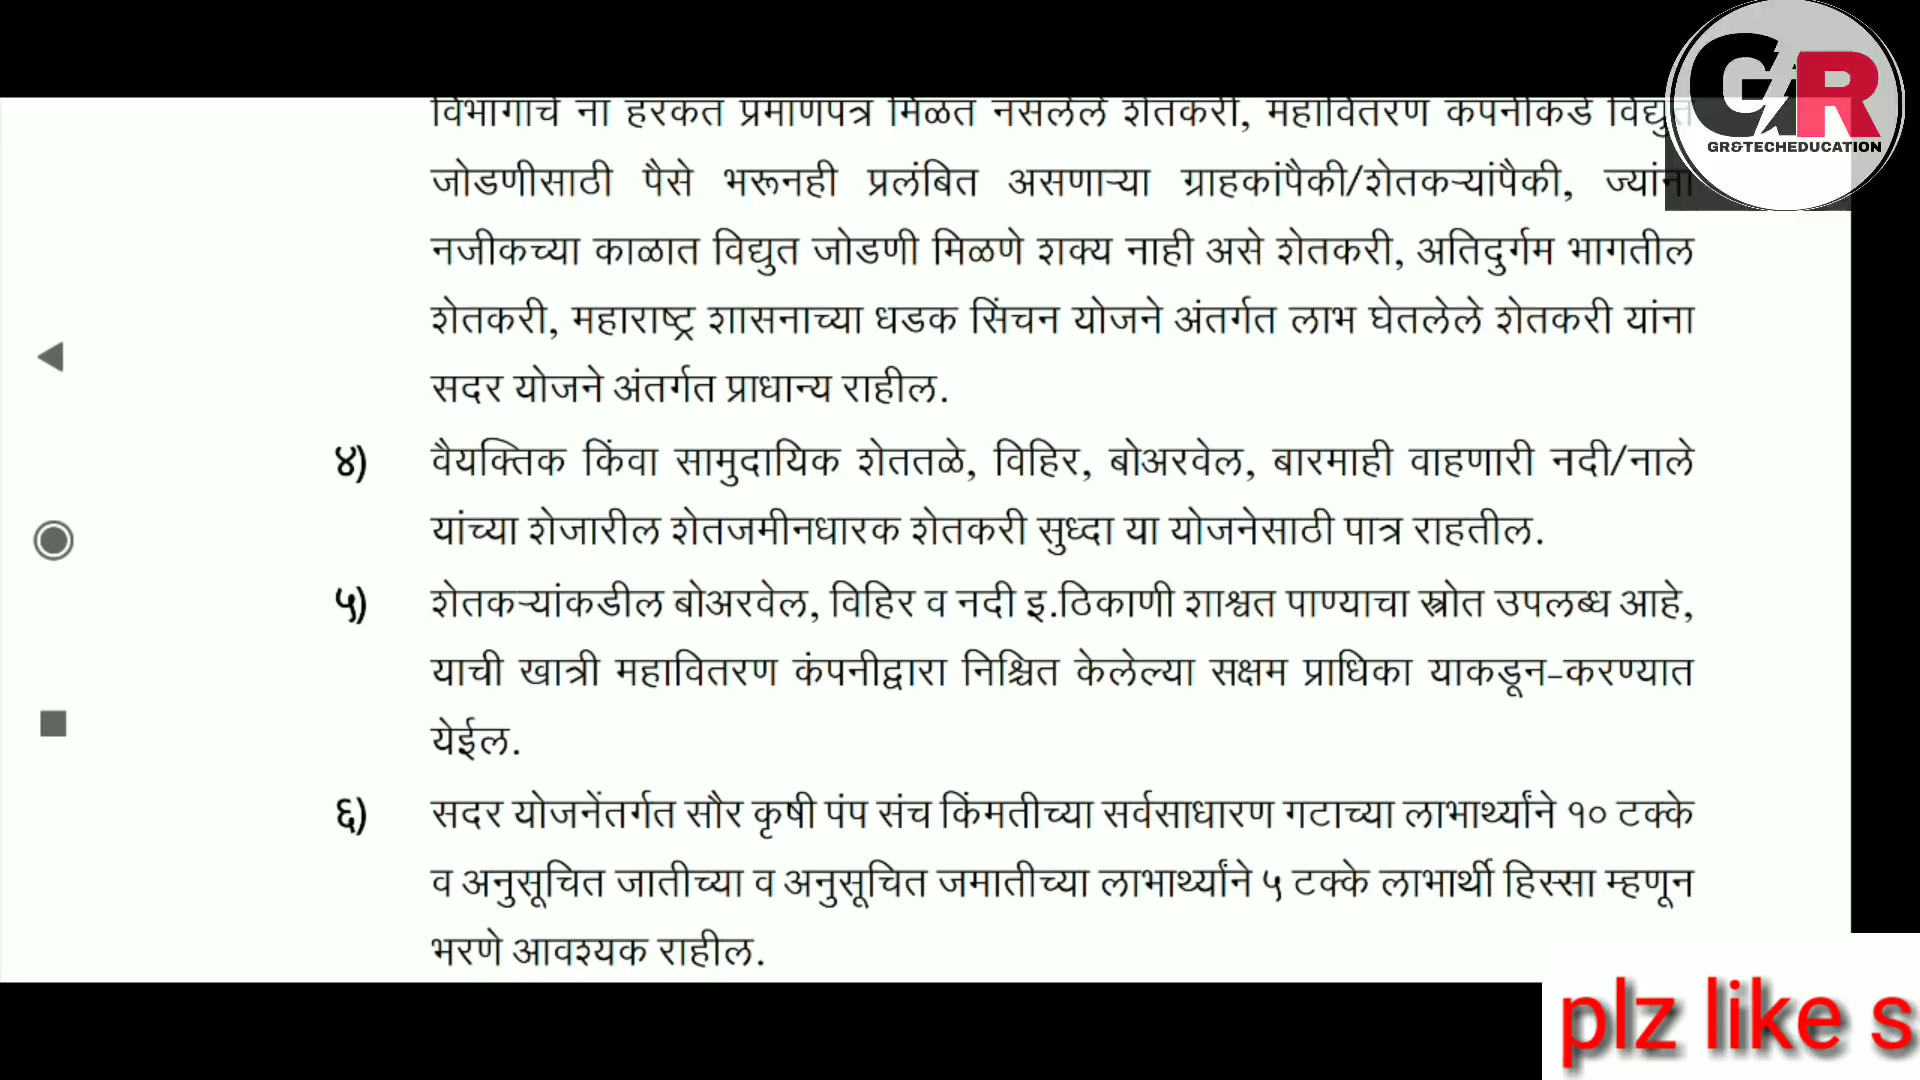 विभागाचे ना हरकत प्रमाणपत्र मिळत नसलेले शेतकरी, महावितरण कंपनीकडे विद्युत
जोडणीसाठी पैसे भरूनही प्रलंबित असणाऱ्या ग्राहकांपैकी/शेतकऱ्यांपैकी, ज्यांना
नजीकच्या काळात विद्युत जोडणी मिळणे शक्य नाही असे शेतकरी, अतिदुर्गम भागतील
शेतकरी, महाराष्ट्र शासनाच्या धडक सिंचन योजने अंतर्गत लाभ घेतलेले शेतकरी यांना
सदर योजने अंतर्गत प्राधान्य राहील.
४) वैयक्तिक किंवा सामुदायिक शेततळे, विहिर, बोअरवेल, बारमाही वाहणारी नदी/नाले
यांच्या शेजारील शेतजमीनधारक शेतकरी सुध्दा या योजनेसाठी पात्र राहतील.
५) शेतकऱ्यांकडील बोअरवेल, विहिर व नदी इ.ठिकाणी शाश्वत पाण्याचा स्त्रोत उपलब्ध आहे,
याची खात्री महावितरण कंपनीद्वारा निश्चित केलेल्या सक्षम प्राधिका याकडून-करण्यात
येईल.
६) सदर योजनेंतर्गत सौर कृषी पंप संच किंमतीच्या सर्वसाधारण गटाच्या लाभार्थ्यांने १० टक्के
व अनुसूचित जातीच्या व अनुसूचित जमातीच्या लाभार्थ्यांने ५ टक्के लाभार्थी हिस्सा म्हणून
भरणे आवश्यक राहील.
GR
GR&TECHEDUCATION
plz like s